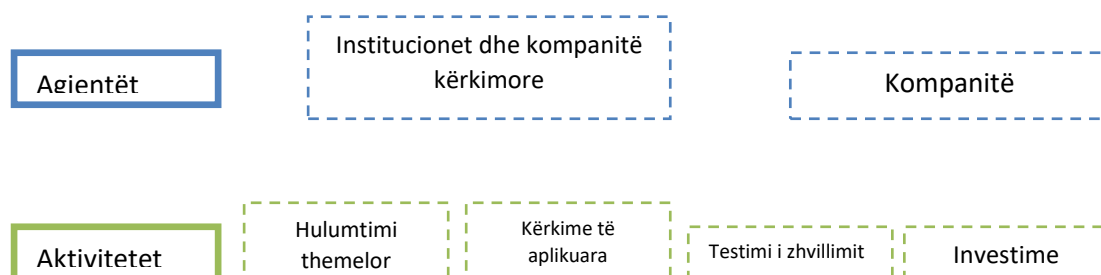 Agjentët
Institucionet dhe kompanitë
kërkimore
Kompanitë
Aktivitetet
Hulumtimi
themelor
Kërkime të
aplikuara
Testimi i zhvillimit
Investime